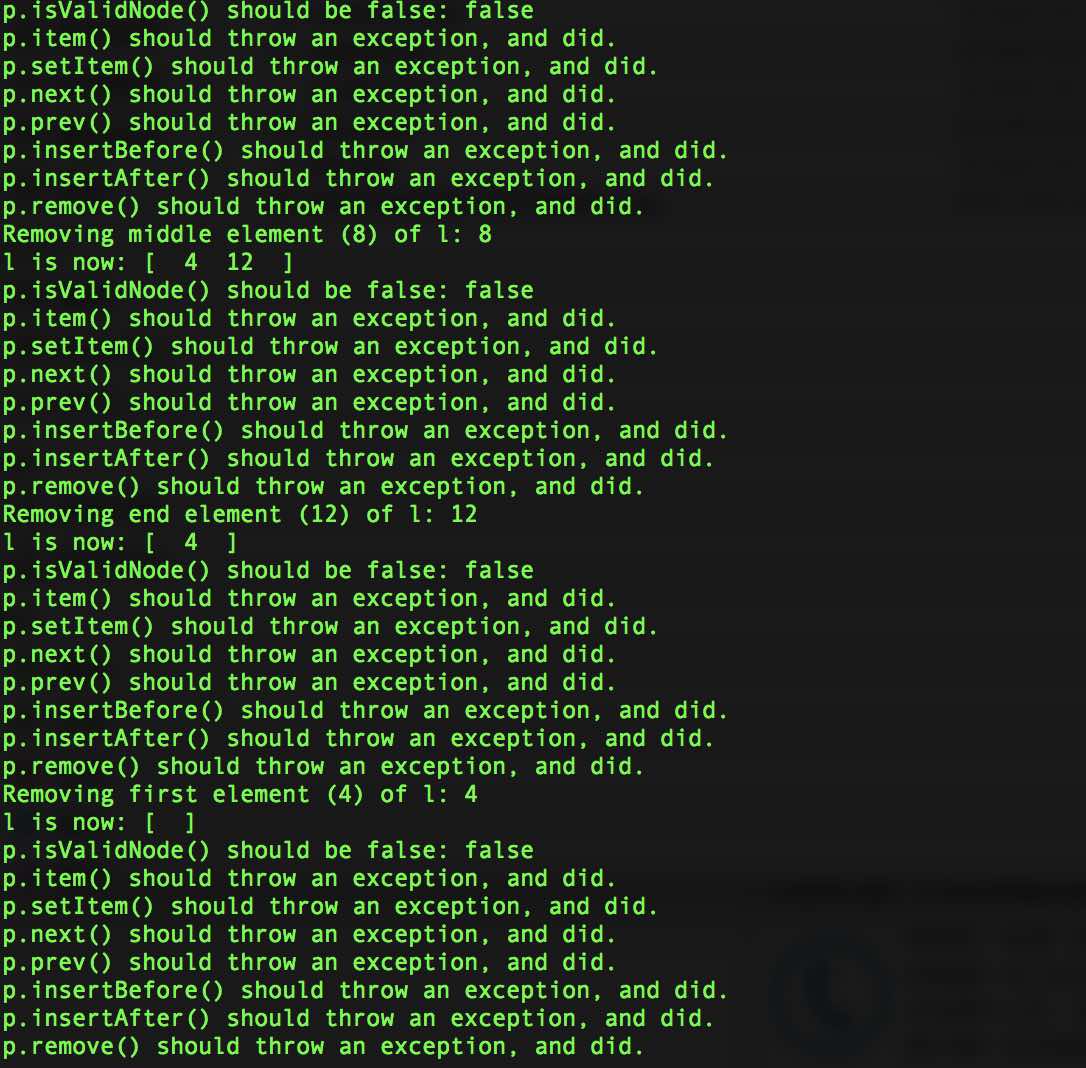 p.isValidNode() should be false: false
p.item() should throw an exception, and did.
p.setItem() should throw an exception, and did.
p.next() should throw an exception, and did.
p.prev() should throw an exception, and did.
p.insertBefore() should throw an exception, and did.
p.insertAfter() should throw an exception, and did.
p.remove() should throw an exception, and did.
Removing middle element (8) of l: 8
l is now: [  4  12  ]
p.isValidNode() should be false: false
p.item() should throw an exception, and did.
p.setItem() should throw an exception, and did.
p.next() should throw an exception, and did.
p.prev() should throw an exception, and did.
p.insertBefore() should throw an exception, and did.
p.insertAfter() should throw an exception, and did.
p.remove() should throw an exception, and did.
Removing end element (12) of l: 12
l is now: [  4  ]
p.isValidNode() should be false: false
p.item() should throw an exception, and did.
p.setItem() should throw an exception, and did.
p.next() should throw an exception, and did.
p.prev() should throw an exception, and did.
p.insertBefore() should throw an exception, and did.
p.insertAfter() should throw an exception, and did.
p.remove() should throw an exception, and did.
Removing first element (4) of l: 4
l is now: [  ]
p.isValidNode() should be false: false
p.item() should throw an exception, and did.
p.setItem() should throw an exception, and did.
p.next() should throw an exception, and did.
p.prev() should throw an exception, and did.
p.insertBefore() should throw an exception, and did.
p.insertAfter() should throw an exception, and did.
p.remove() should throw an exception, and did.